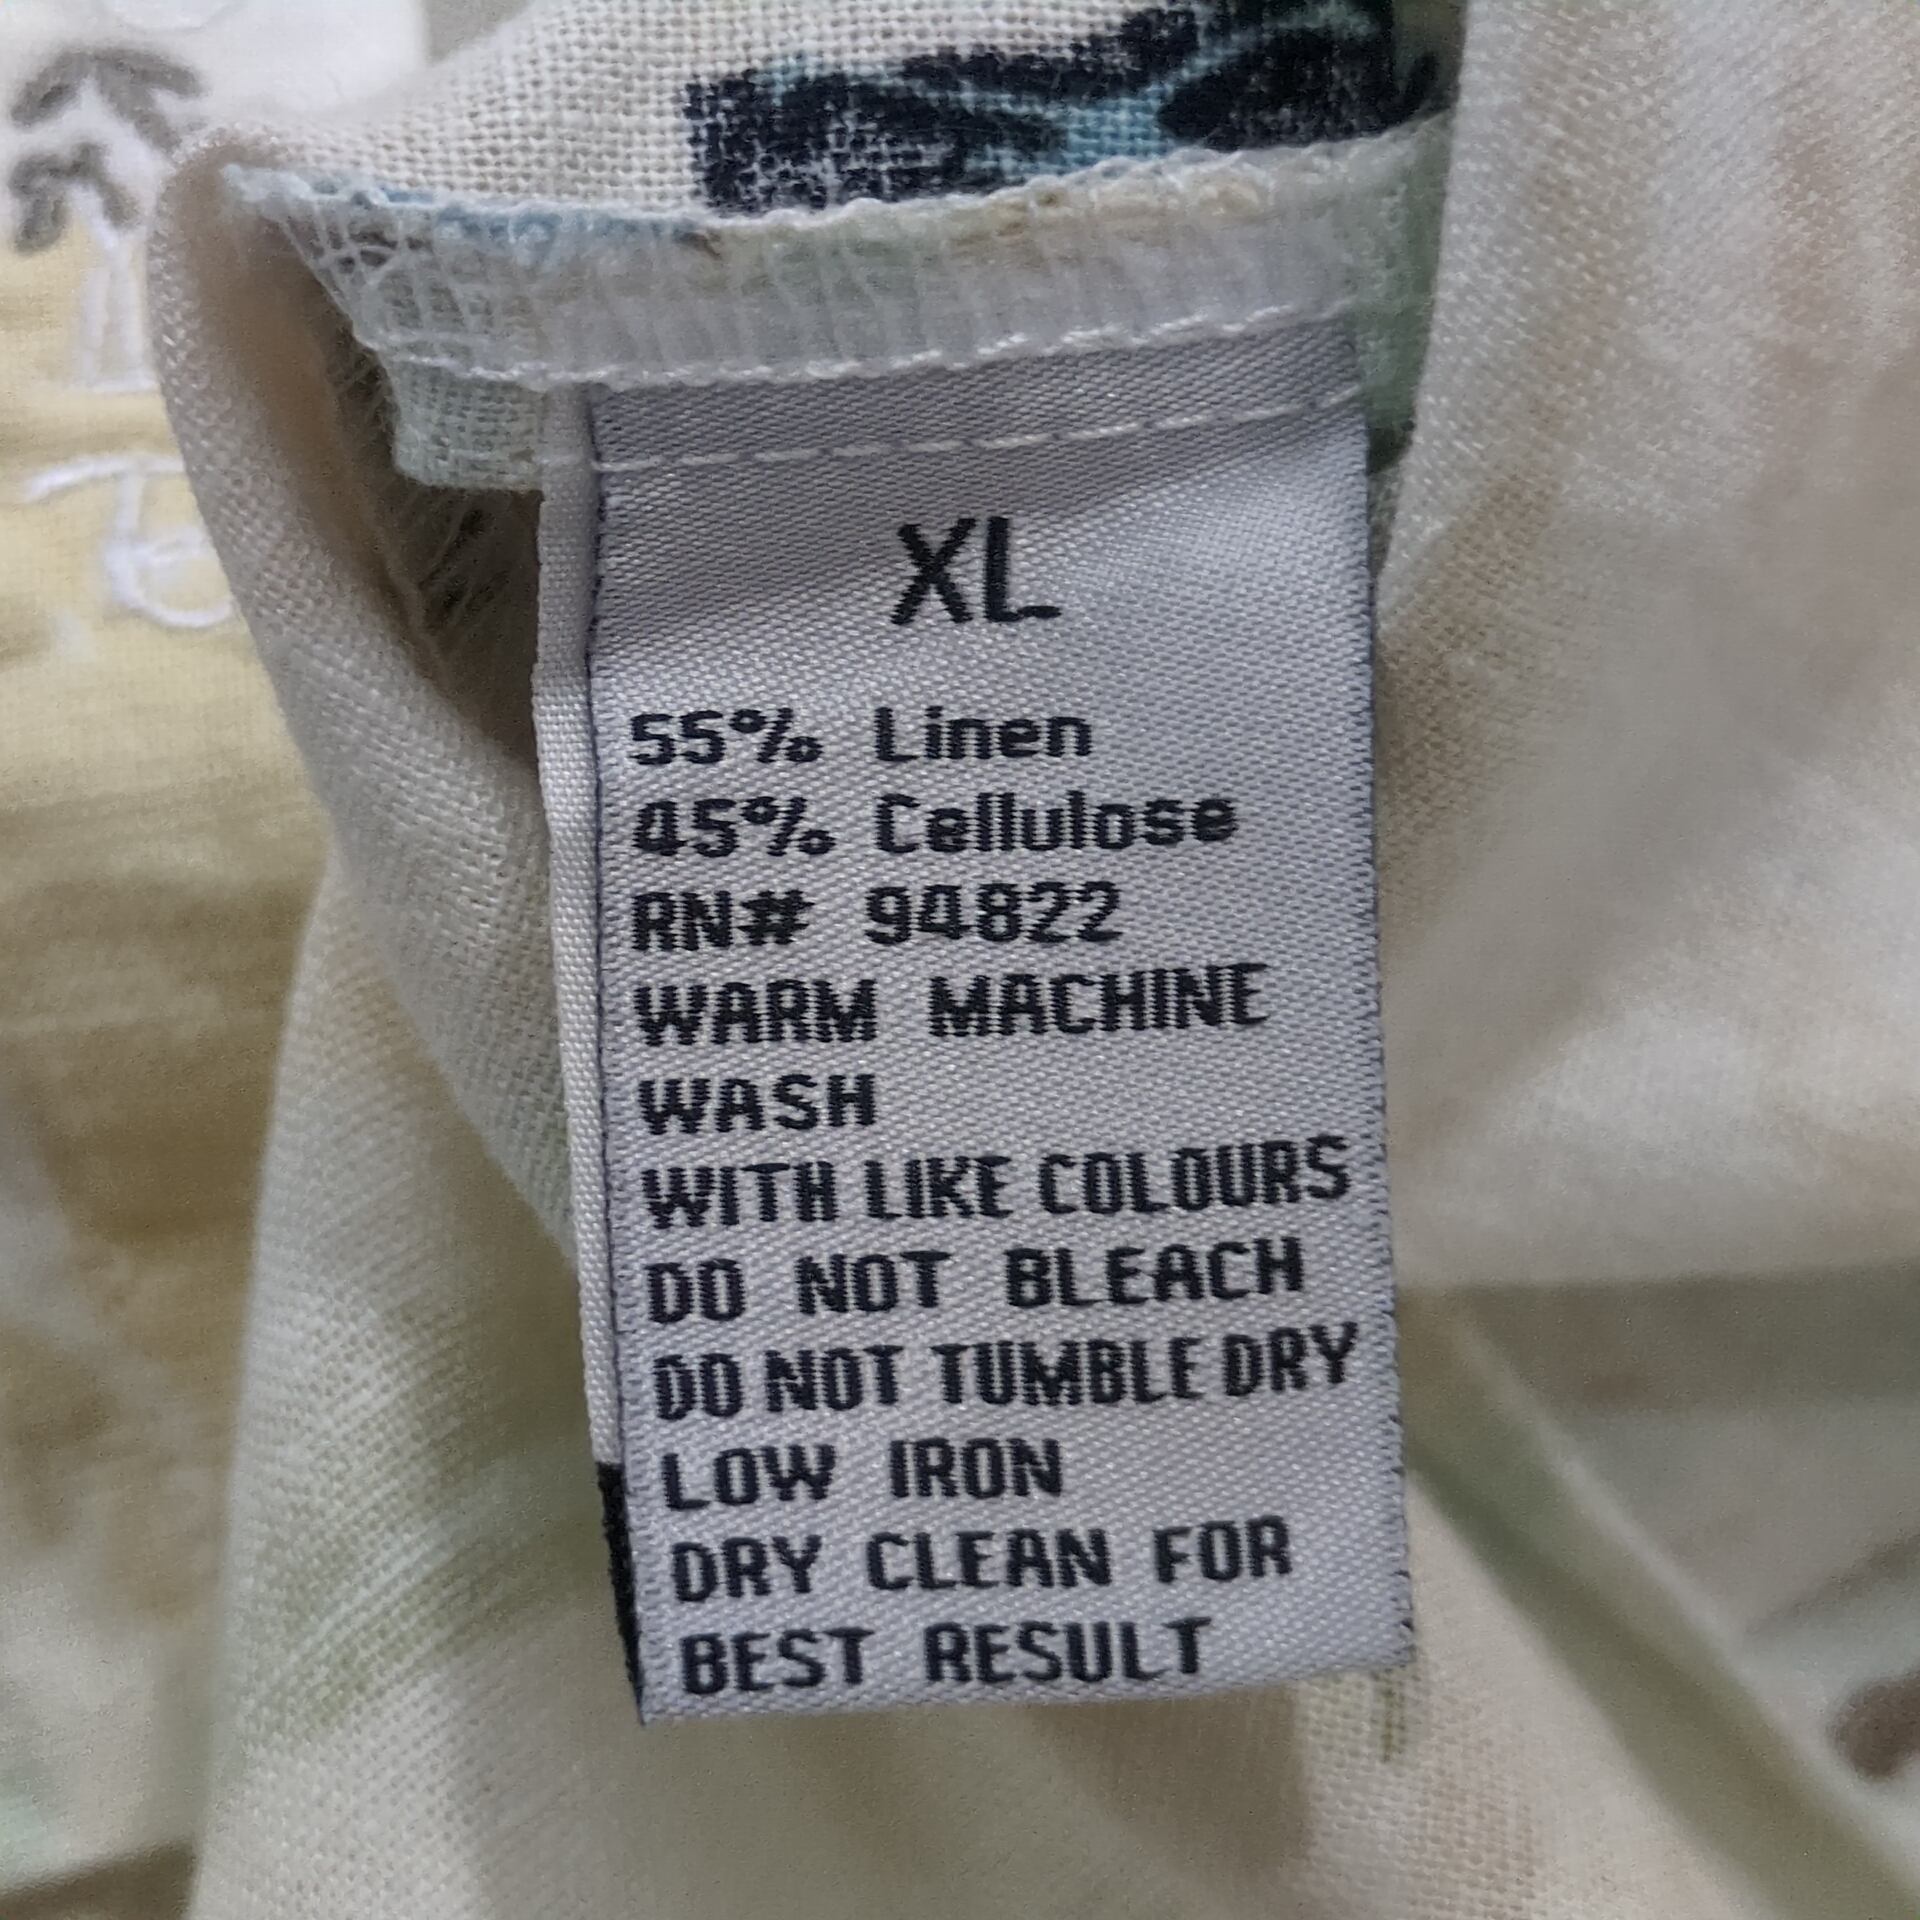 XL
55% Linen
45% Cellulose
RN# 94822
WARM MACHINE
WASH
WITH LIKE COLOURS
DO NOT BLEACH
DO NOT TUMBLE DRY
LOW IRON
DRY CLEAN FOR
BEST RESULT